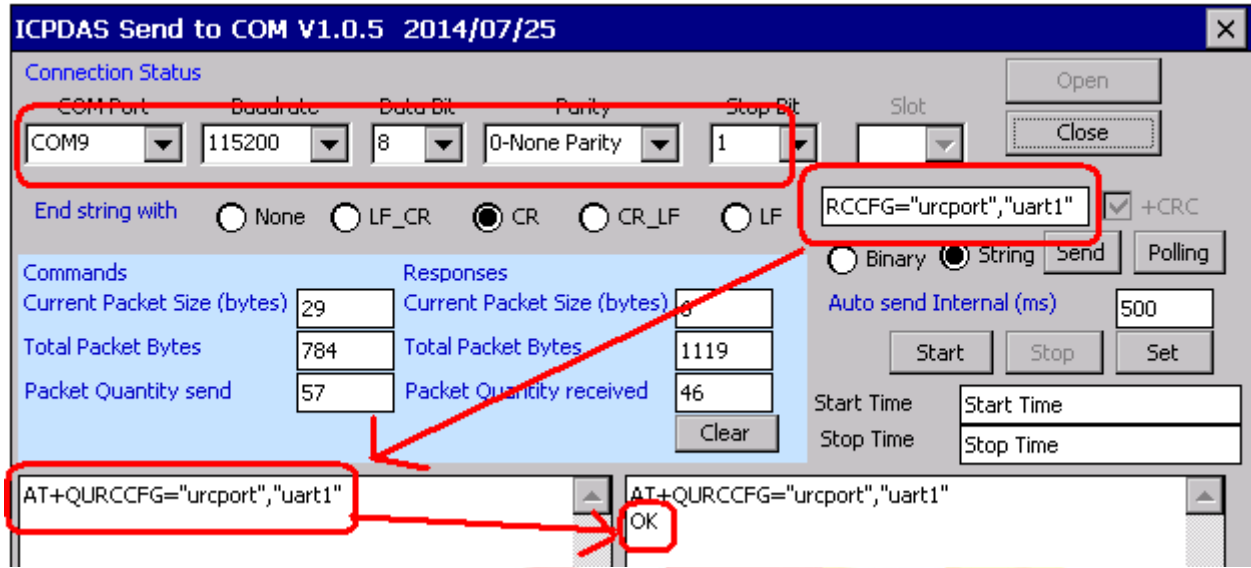 ICPDAS Send to COM V1.0.5 2014/07/25
Connection Status
COM Port Baudrate Data Bit Parity Stop Bit Slot Open
COM9 115200 8 0-None Parity 1 Close
End string with None LF_CR CR CR_LF LF RCCFG="urcport","uart1" +CRC
Binary String Send Polling
Commands Responses
Current Packet Size (bytes) 29 Current Packet Size (bytes) Auto send Internal (ms) 500
Total Packet Bytes 784 Total Packet Bytes 1119 Start Stop Set
Packet Quantity send 57 Packet Quantity received 46 Start Time Start Time
Clear Stop Time Stop Time
AT+QURCCFG="urcport","uart1" AT+QURCCFG="urcport","uart1"
OK